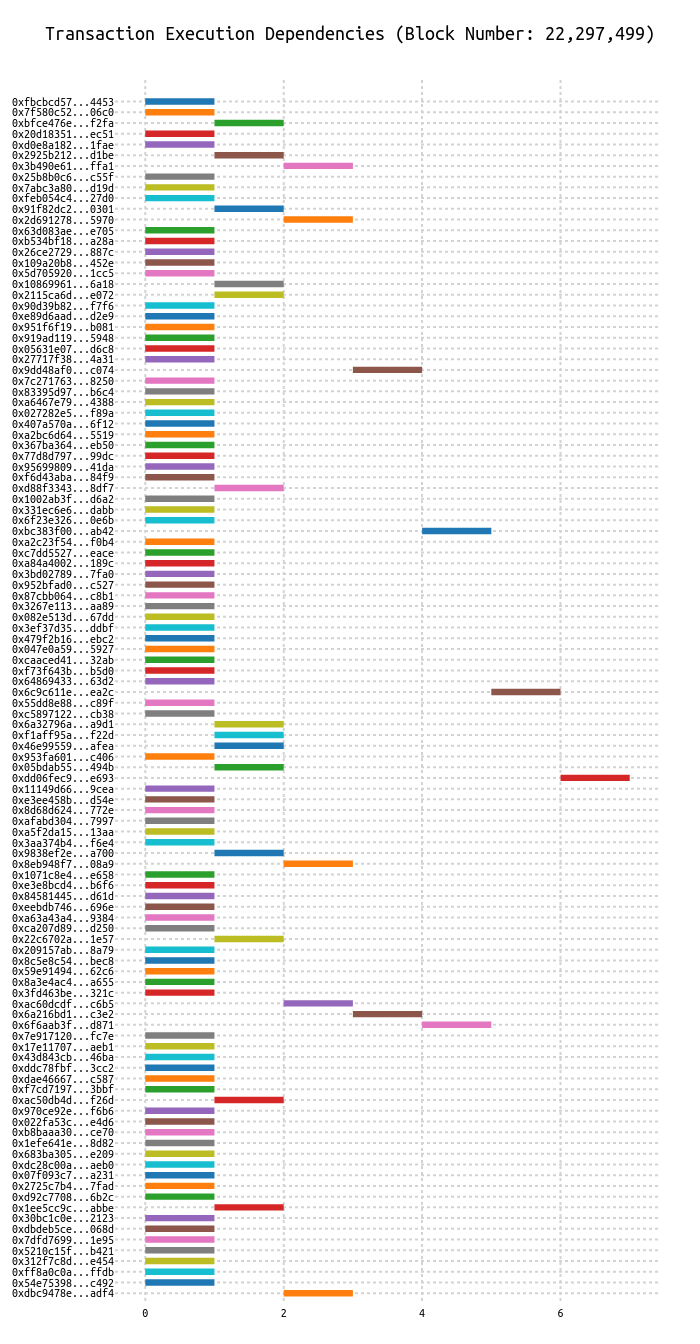 Transaction Execution Dependencies (Block Number: 22,297,499)
0xfbcbcd57...4453
0x7f580c52...06c0
0xbfce476e...f2fa
0x20d18351...ec51
0xd0e8a182...1fae
0x2925b212...d1be
0x3b490e61...ffa1
0x25b8b0c6...c55f
0x7abc3a80...d19d
0xfeb054c4...27d0
0x91f82dc2...0301
0x2d691278...5970
0x63d083ae...e705
0xb534bf18...a28a
0x26ce2729...887c
0x109a20b8...452e
0x5d705920...1cc5
0x10869961...6a18
0x2115ca6d...e072
0x90d39b82...f7f6
0xe89d6aad...d2e9
0x951f6f19...b081
0x919ad119...5948
0x05631e07...d6c8
0x27717f38...4a31
0x9dd48af0...c074
0x7c271763...8250
0x83395d97...b6c4
0xa6467e79...4388
0x027282e5...f89a
0x407a570a...6f12
0xa2bc6d64...5519
0x367ba364...eb50
0x77d8d797...99dc
0x95699809...41da
0xf6d43aba...84f9
0xd88f3343...8df7
0x1002ab3f...d6a2
0x331ec6e6...dabb
0x6f23e326...0e6b
0xbc383f00...ab42
0xa2c23f54...f0b4
0xc7dd5527...eace
0xa84a4002...189c
0x3bd02789...7fa0
0x952bfad0...c527
0x87cbb064...c8b1
0x3267e113...aa89
0x082e513d...67dd
0x3ef37d35...ddbf
0x479f2b16...ebc2
0x047e0a59...5927
0xcaaced41...32ab
0xf73f643b...b5d0
0x64869433...63d2
0x6c9c611e...ea2c
0x55dd8e88...c89f
0xc5897122...cb38
0x6a32796a...a9d1
0xf1aff95a...f22d
0x46e99559...afea
0x953fa601...c406
0x05bdab55...494b
0xdd06fec9...e693
0x11149d66...9cea
0xe3ee458b...d54e
0x8d68d624...772e
0xafabd304...7997
0xa5f2da15...13aa
0x3aa374b4...f6e4
0x9838ef2e...a700
0x8eb948f7...08a9
0x1071c8e4...e658
0xe3e8bcd4...b6f6
0x84581445...d61d
0xeebdb746...696e
0xa63a43a4...9384
0xca207d89...d250
0x22c6702a...1e57
0x209157ab...8a79
0x8c5e8c54...bec8
0x59e91494...62c6
0x8a3e4ac4...a655
0x3fd463be...321c
0xac60dcdf...c6b5
0x6a216bd1...c3e2
0x6f6aab3f...d871
0x7e917120...fc7e
0x17e11707...aeb1
0x43d843cb...46ba
0xddc78fbf...3cc2
0xdae46667...c587
0xf7cd7197...3bbf
0xac50db4d...f26d
0x970ce92e...f6b6
0x022fa53c...e4d6
0xb8baaa30...ce70
0x1efe641e...8d82
0x683ba305...e209
0xdc28c00a...aeb0
0x07f093c7...a231
0x2725c7b4...7fad
0xd92c7708...6b2c
0x1ee5cc9c...abbe
0x30bc1c0e...2123
0xdbdeb5ce...068d
0x7dfd7699...1e95
0x5210c15f...b421
0x312f7c8d...e454
0xff8a0c0a...ffdb
0x54e75398...c492
0xdbc9478e...adf4
0 2 4 6